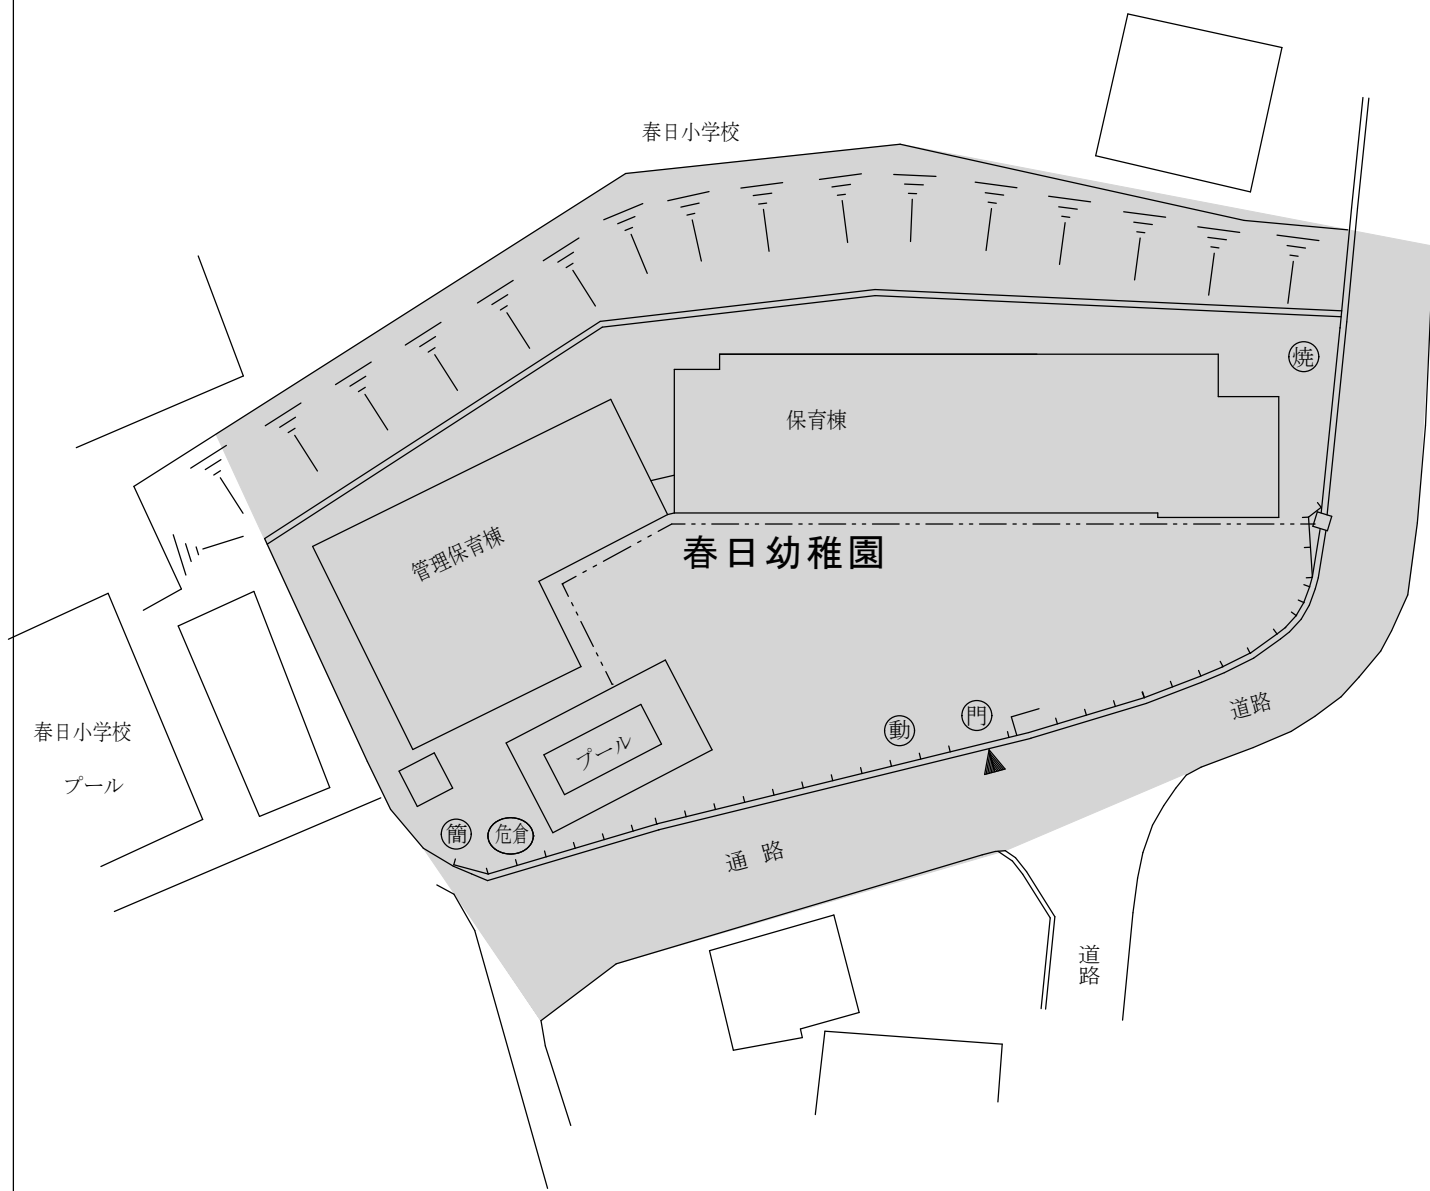 春日小学校
焼
保育棟
管理保育棟
春日幼稚園
春日小学校
プール
プール
動
門
道路
簡
危倉
通路
道路